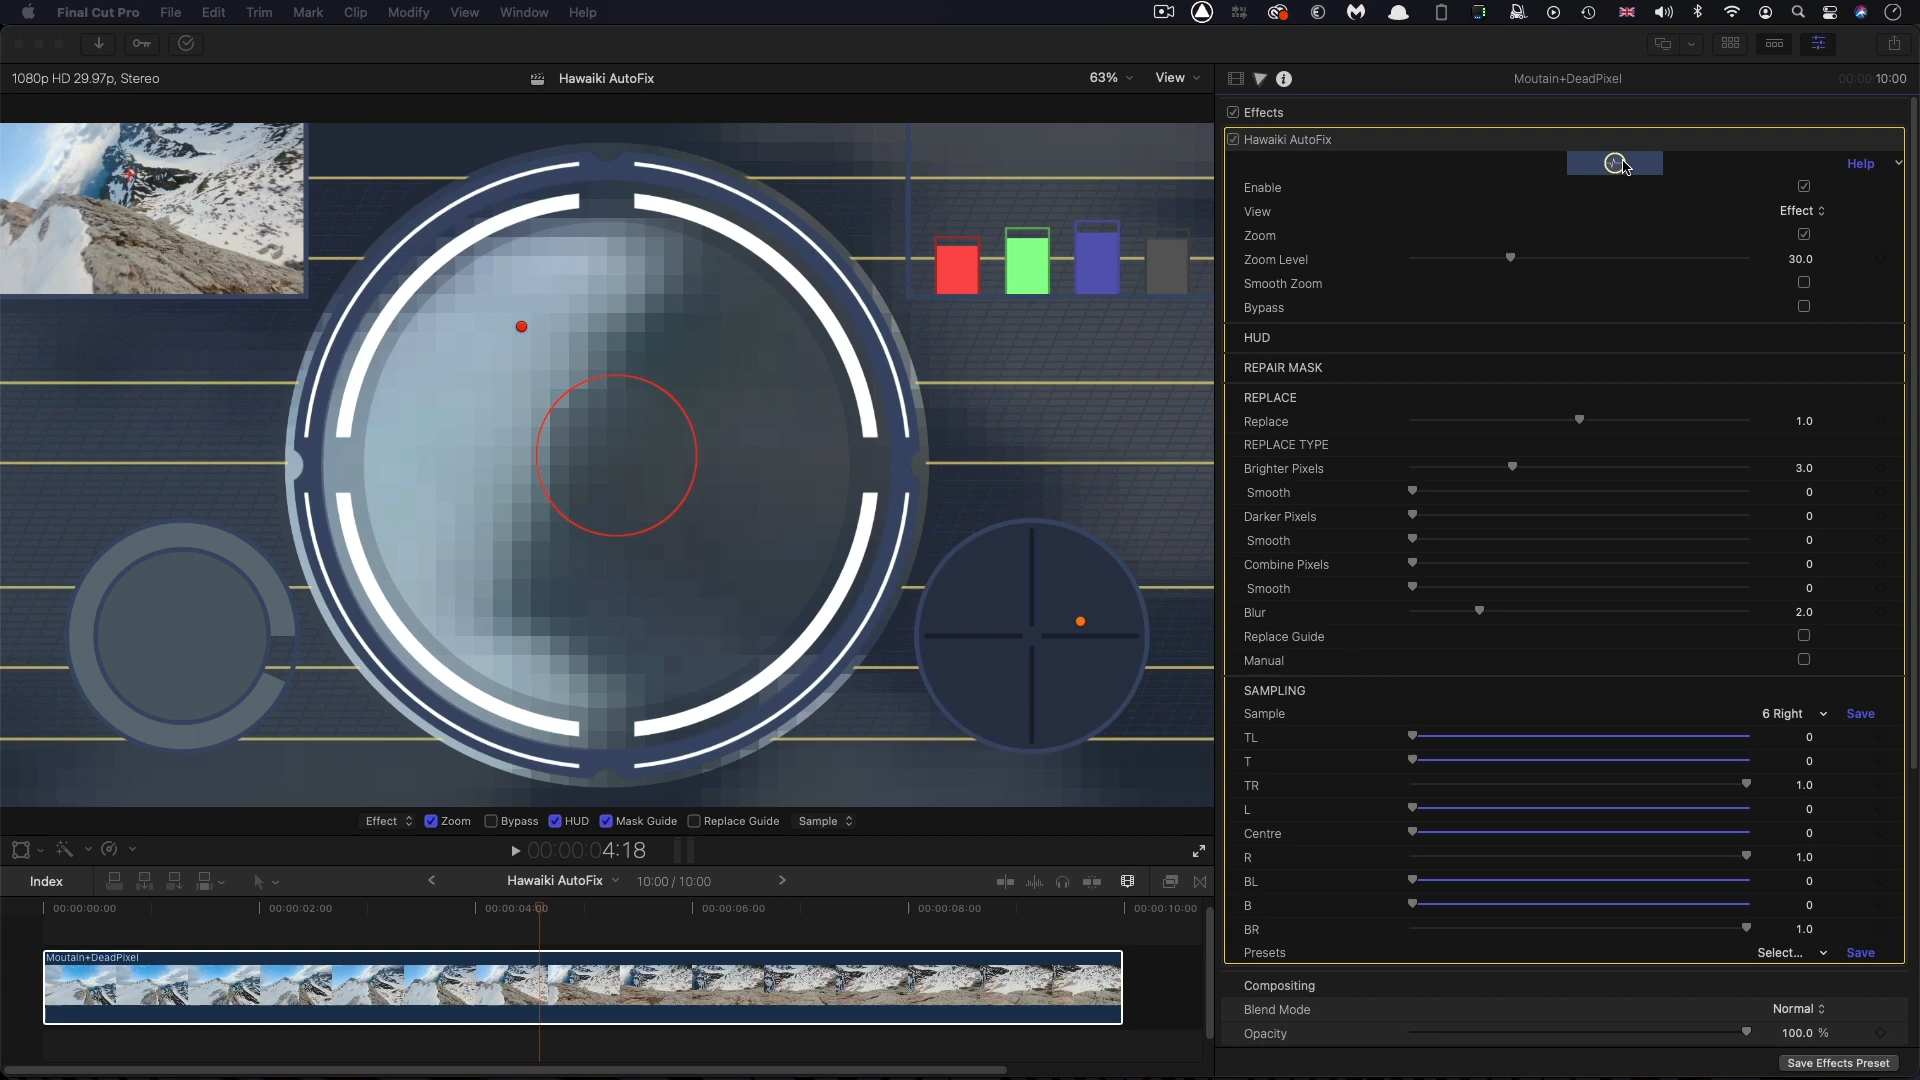 Final Cut Pro File Edit Trim Mark Clip Modify View Window Help
1080p HD 29.97p, Stereo
Hawaiki AutoFix
63%
View
Moutain+DeadPixel
00:00:10:00
Effects
Hawaiki AutoFix
Help
Enable
View Effect
Zoom
Zoom Level 30.0
Smooth Zoom
Bypass
HUD
REPAIR MASK
REPLACE
Replace 1.0
REPLACE TYPE
Brighter Pixels 3.0
Smooth 0
Darker Pixels 0
Smooth 0
Combine Pixels 0
Smooth 0
Blur 2.0
Replace Guide
Manual
SAMPLING
Sample 6 Right Save
TL 0
T 0
TR 1.0
L 0
Centre 0
R 1.0
BL 0
B 0
BR 1.0
Presets Select... Save
Compositing
Blend Mode Normal
Opacity 100.0 %
Save Effects Preset
Effect Zoom Bypass HUD Mask Guide Replace Guide Sample
00:00:04:18
Index
Hawaiki AutoFix 10:00 / 10:00
00:00:00:00 00:00:02:00 00:00:04:00 00:00:06:00 00:00:08:00 00:00:10:00
Moutain+DeadPixel